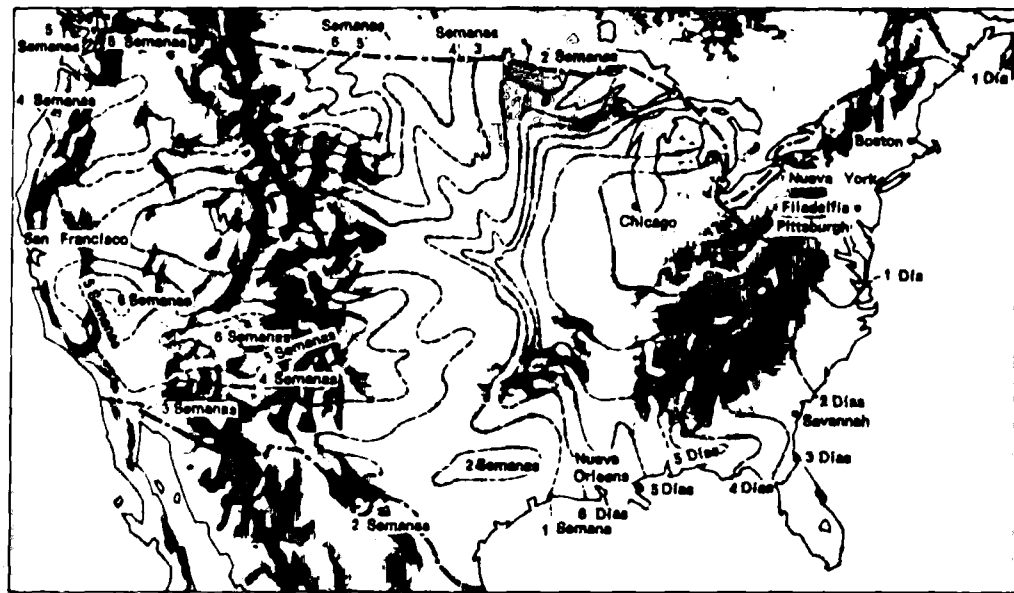 5
Semanas
6 Semanas
Semanas
6 5
Semanas
4 3
2 Semanas
1 Día
4 Semanas
Boston
Nueva York
Filadelfia
Pittsburgh
Chicago
San Francisco
1 Día
5 Semanas
6 Semanas
6 Semanas
5 Semanas
4 Semanas
3 Semanas
2 Días
Savannah
2 Semanas
Nueva
Orleans
5 Días
3 Días
5 Días
4 Días
2 Semanas
6 Días
1
Semana